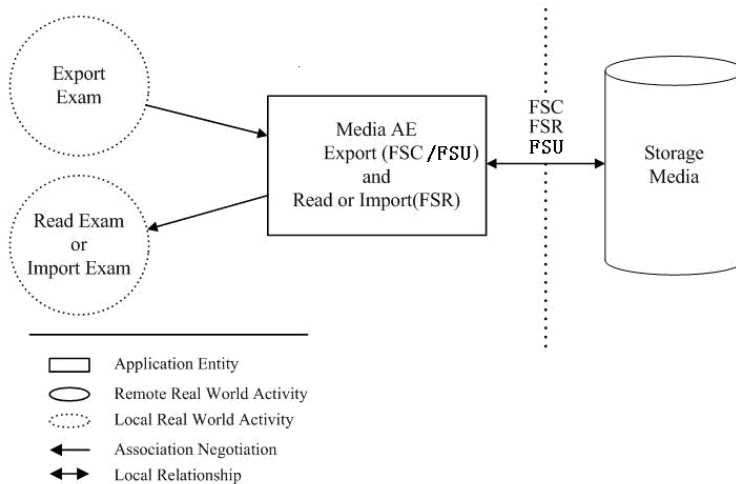 Export
Exam
Media AE
Export (FSC/FSU)
and
Read or Import(FSR)
FSC
FSR
FSU
Storage
Media
Read Exam
or
Import Exam
Application Entity
Remote Real World Activity
Local Real World Activity
Association Negotiation
Local Relationship